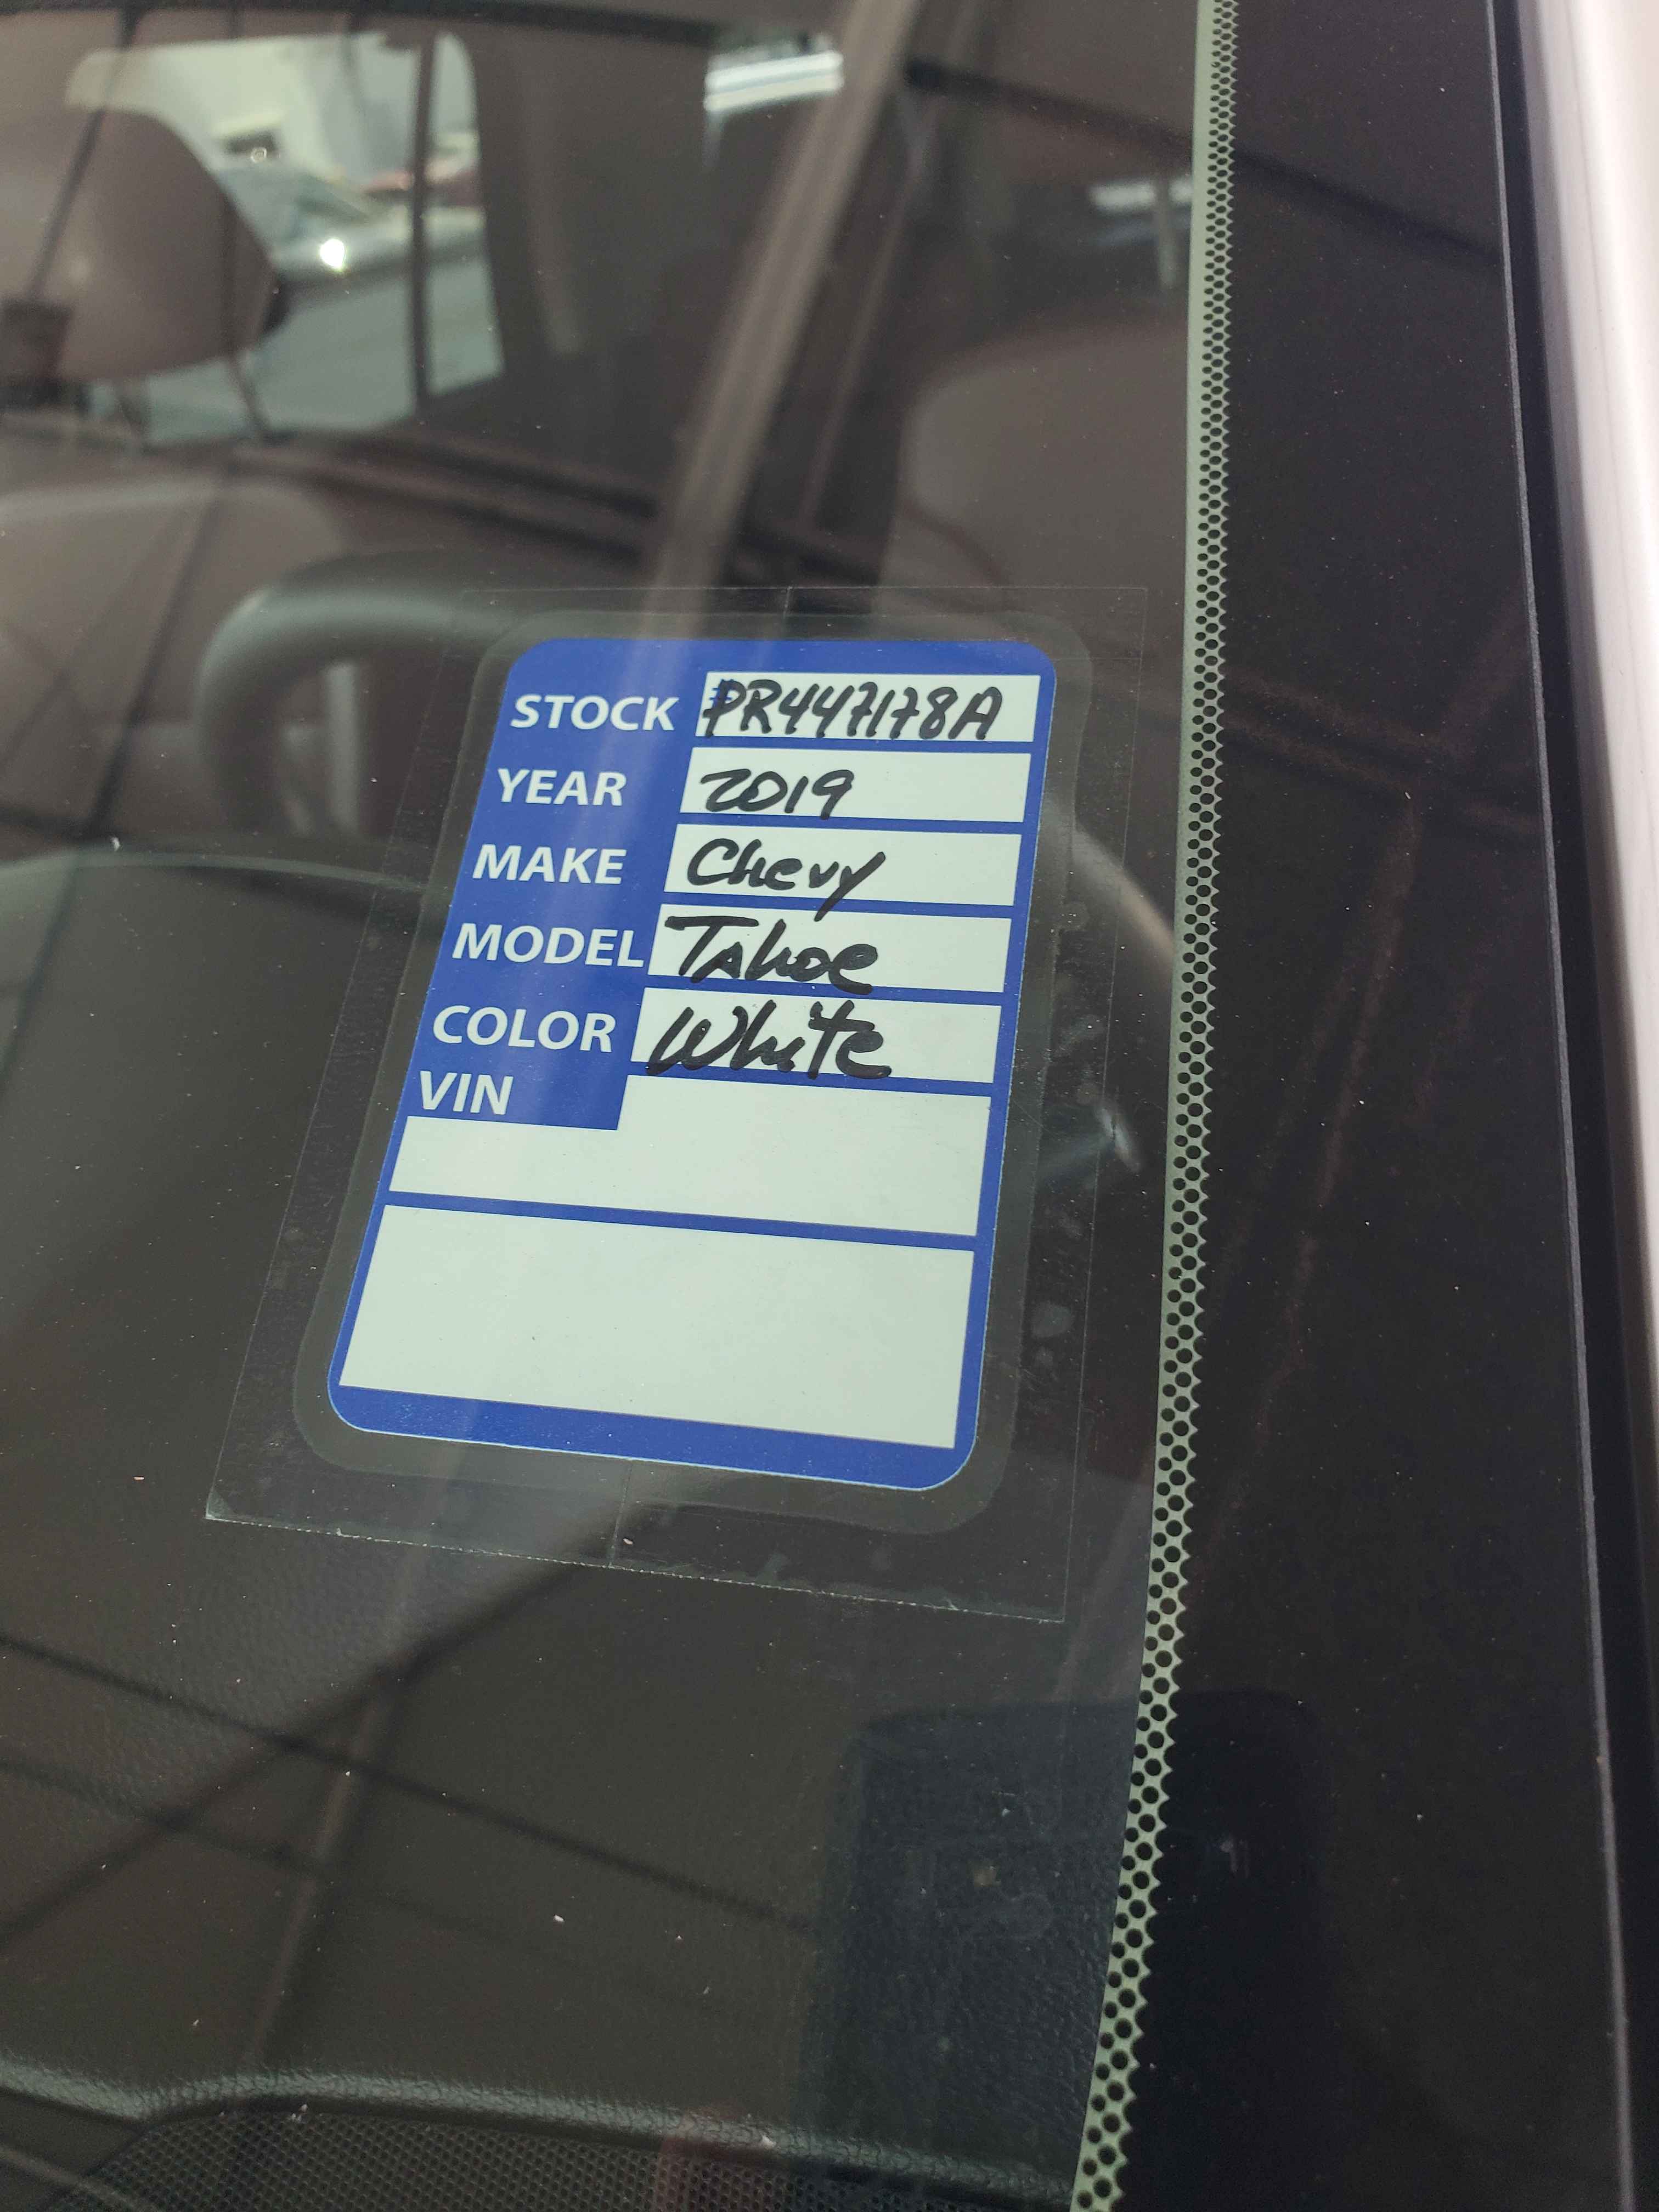 STOCK PR447178A
YEAR 2019
MAKE Chevy
MODEL Tahoe
COLOR White
VIN